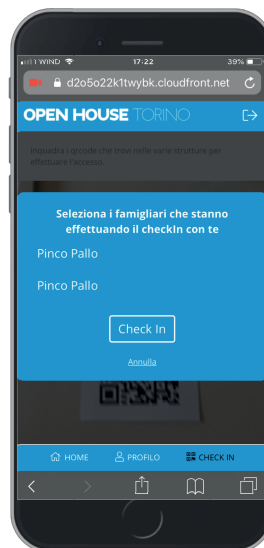 WIND 17:22 39%
d2o5o22k1twybk.cloudfront.net
OPEN HOUSE TORINO
inquadra i qrcode che trovi nelle varie strutture per
effettuare l'accesso.
Seleziona i famigliari che stanno
effettuando il checkIn con te
Pinco Pallo
Pinco Pallo
Check In
Annulla
HOME PROFILO CHECK IN